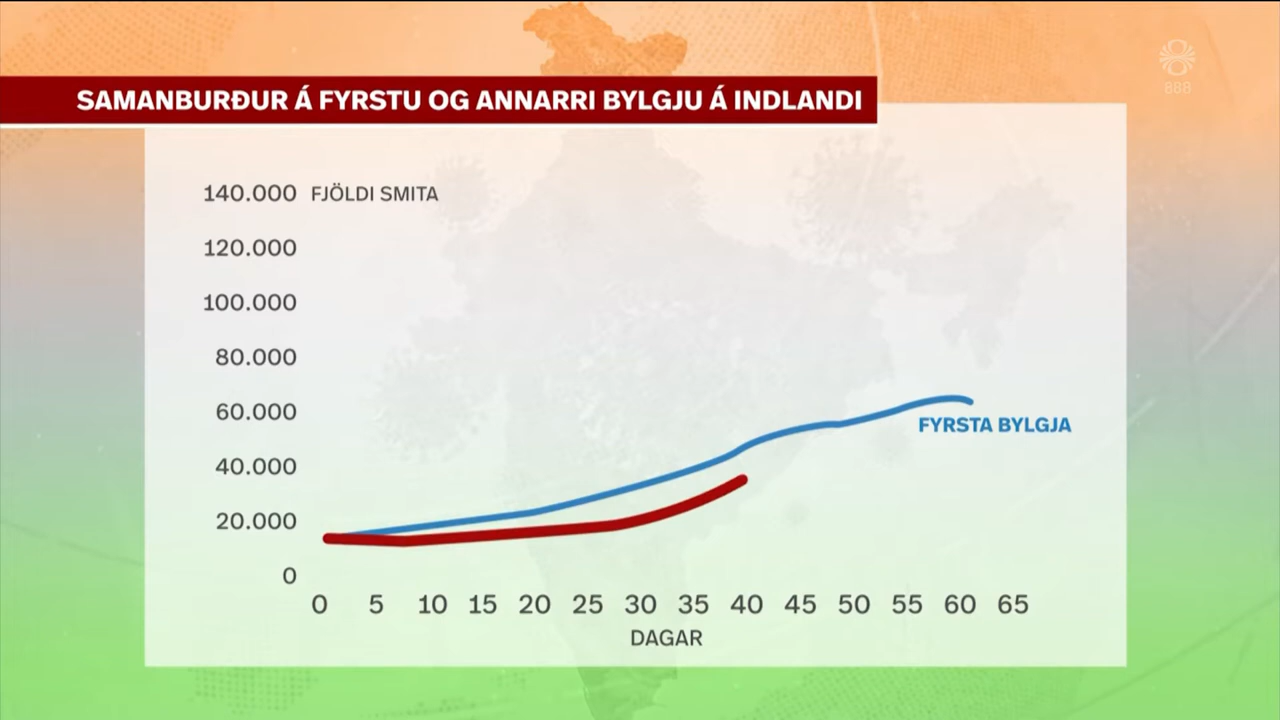 SAMANBURÐUR Á FYRSTU OG ANNARRI BYLGJU Á INDLANDI
888
140.000 FJÖLDI SMITA
120.000
100.000
80.000
60.000
FYRSTA BYLGJA
40.000
20.000
0
0 5 10 15 20 25 30 35 40 45 50 55 60 65
DAGAR